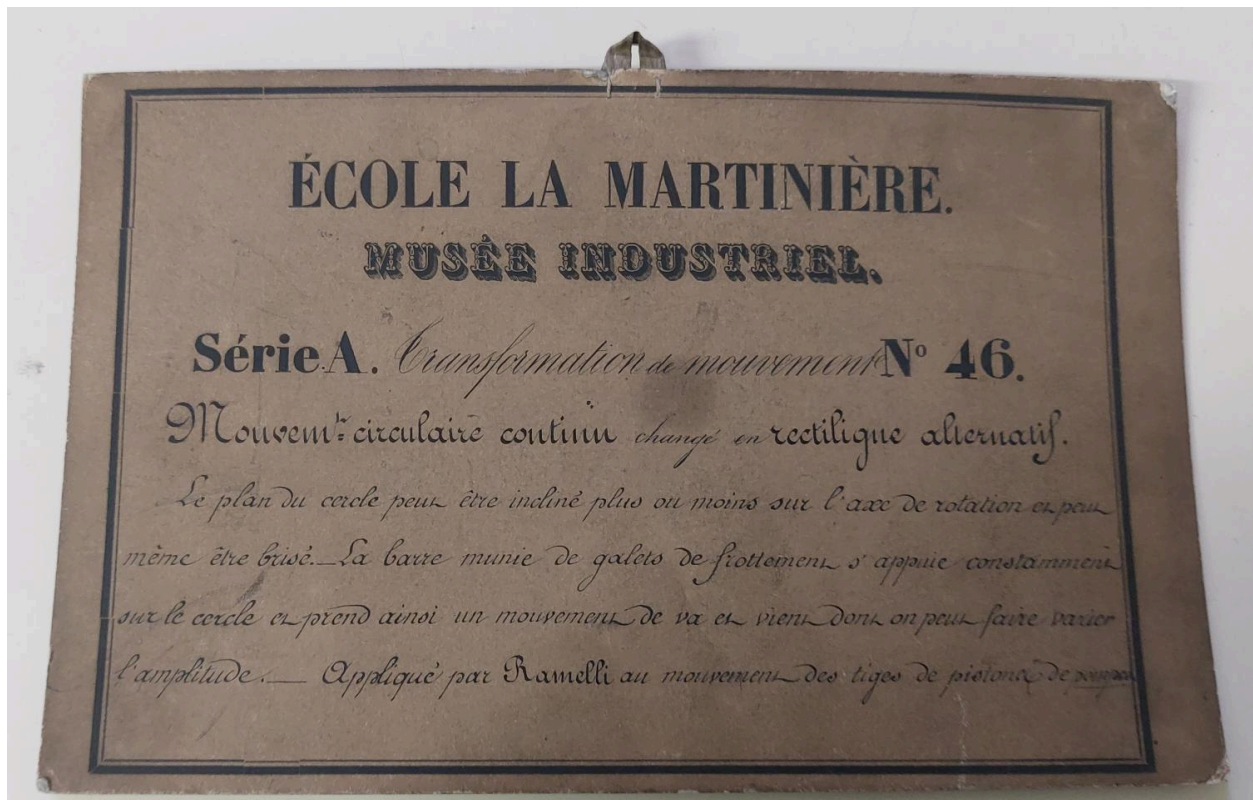 ÉCOLE LA MARTINIÈRE.
MUSÉE INDUSTRIEL.
Série A. Transformation de mouvement No 46.
Mouvemt circulaire continu changé en rectiligne alternatif.
Le plan du cercle peut être incliné plus ou moins sur l'axe de rotation et peut
même être brisé. — La barre munie de galets de frottement s'appuie constamment
sur le cercle et prend ainsi un mouvement de va et vient dont on peut faire varier
l'amplitude. — Appliqué par Ramelli au mouvement des tiges de pistons de pompes